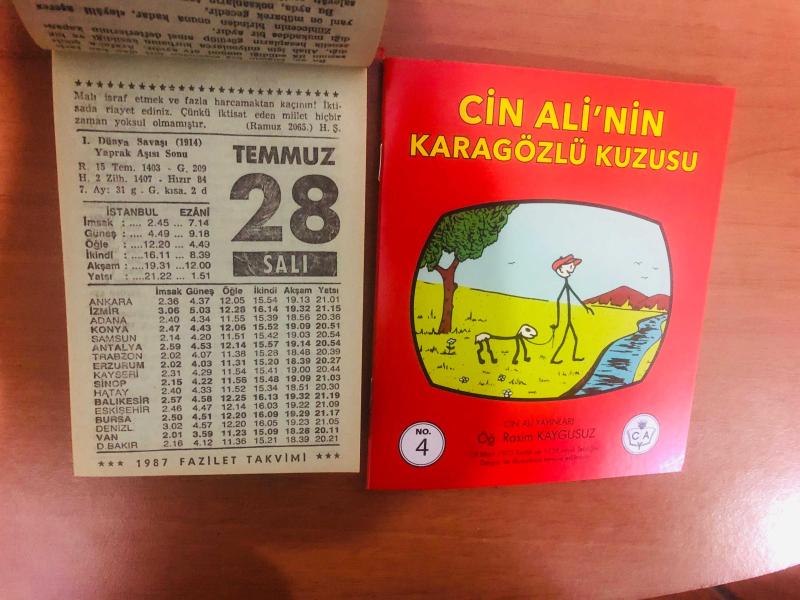 Malı israf etmek ve fazla harcamaktan kaçının! İkti-
sada riayet ediniz. Çünkü iktisat eden millet hiçbir
zaman yoksul olmamıştır. (Ramuz 2065.) H. Ş.
1. Dünya Savaşı (1914)
Yaprak Aşısı Sonu
R. 15 Tem. 1403 - G. 209
H. 2 Zilh. 1407 - Hızır 84
7. Ay: 31 g - G. kısa. 2 d
TEMMUZ
28
SALI
İSTANBUL EZANİ
İmsak : .... 2.45 ... 7.14
Güneş : .... 4.49 ... 9.18
Öğle : .... 12.20 ... 4.49
İkindi : .... 16.11 ... 8.39
Akşam : .... 19.31 ... 12.00
Yatsı : .... 21.22 ... 1.51
İmsak Güneş Öğle İkindi Akşam Yatsı
ANKARA 2.36 4.37 12.05 15.54 19.13 21.01
İZMİR 3.06 5.03 12.28 16.14 19.32 21.15
ADANA 2.40 4.34 11.55 15.39 18.56 20.36
KONYA 2.47 4.43 12.06 15.52 19.09 20.51
SAMSUN 2.14 4.20 11.51 15.42 19.03 20.54
ANTALYA 2.59 4.53 12.14 15.57 19.14 20.54
TRABZON 2.02 4.07 11.38 15.28 18.48 20.39
ERZURUM 2.02 4.03 11.31 15.20 18.39 20.27
KAYSERİ 2.31 4.29 11.54 15.41 19.00 20.44
SİNOP 2.15 4.22 11.56 15.48 19.09 21.03
HATAY 2.40 4.33 11.52 15.34 18.51 20.30
BALIKESİR 2.57 4.58 12.25 16.13 19.32 21.19
ESKİŞEHİR 2.46 4.47 12.14 16.03 19.22 21.09
BURSA 2.50 4.51 12.20 16.09 19.29 21.17
DENİZLİ 3.02 4.57 12.20 16.05 19.23 21.05
VAN 2.01 3.59 11.23 15.09 18.28 20.11
D.BAKIR 2.16 4.12 11.36 15.21 18.39 20.21
1987 FAZİLET TAKVİMİ
CİN ALİ'NİN
KARAGÖZLÜ KUZUSU
NO.
4
CİN ALİ YAYINLARI
Öğ. Rasim KAYGUSUZ
C A